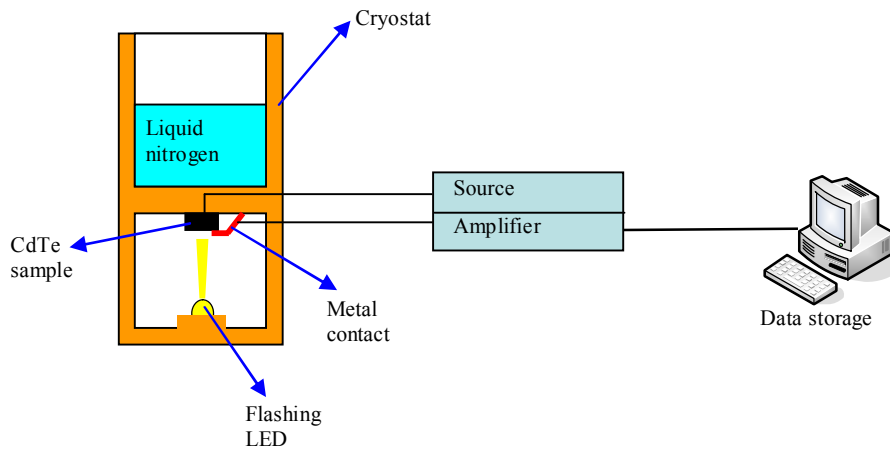 Cryostat
Liquid
nitrogen
Source
Amplifier
CdTe
sample
Metal
contact
Data storage
Flashing
LED